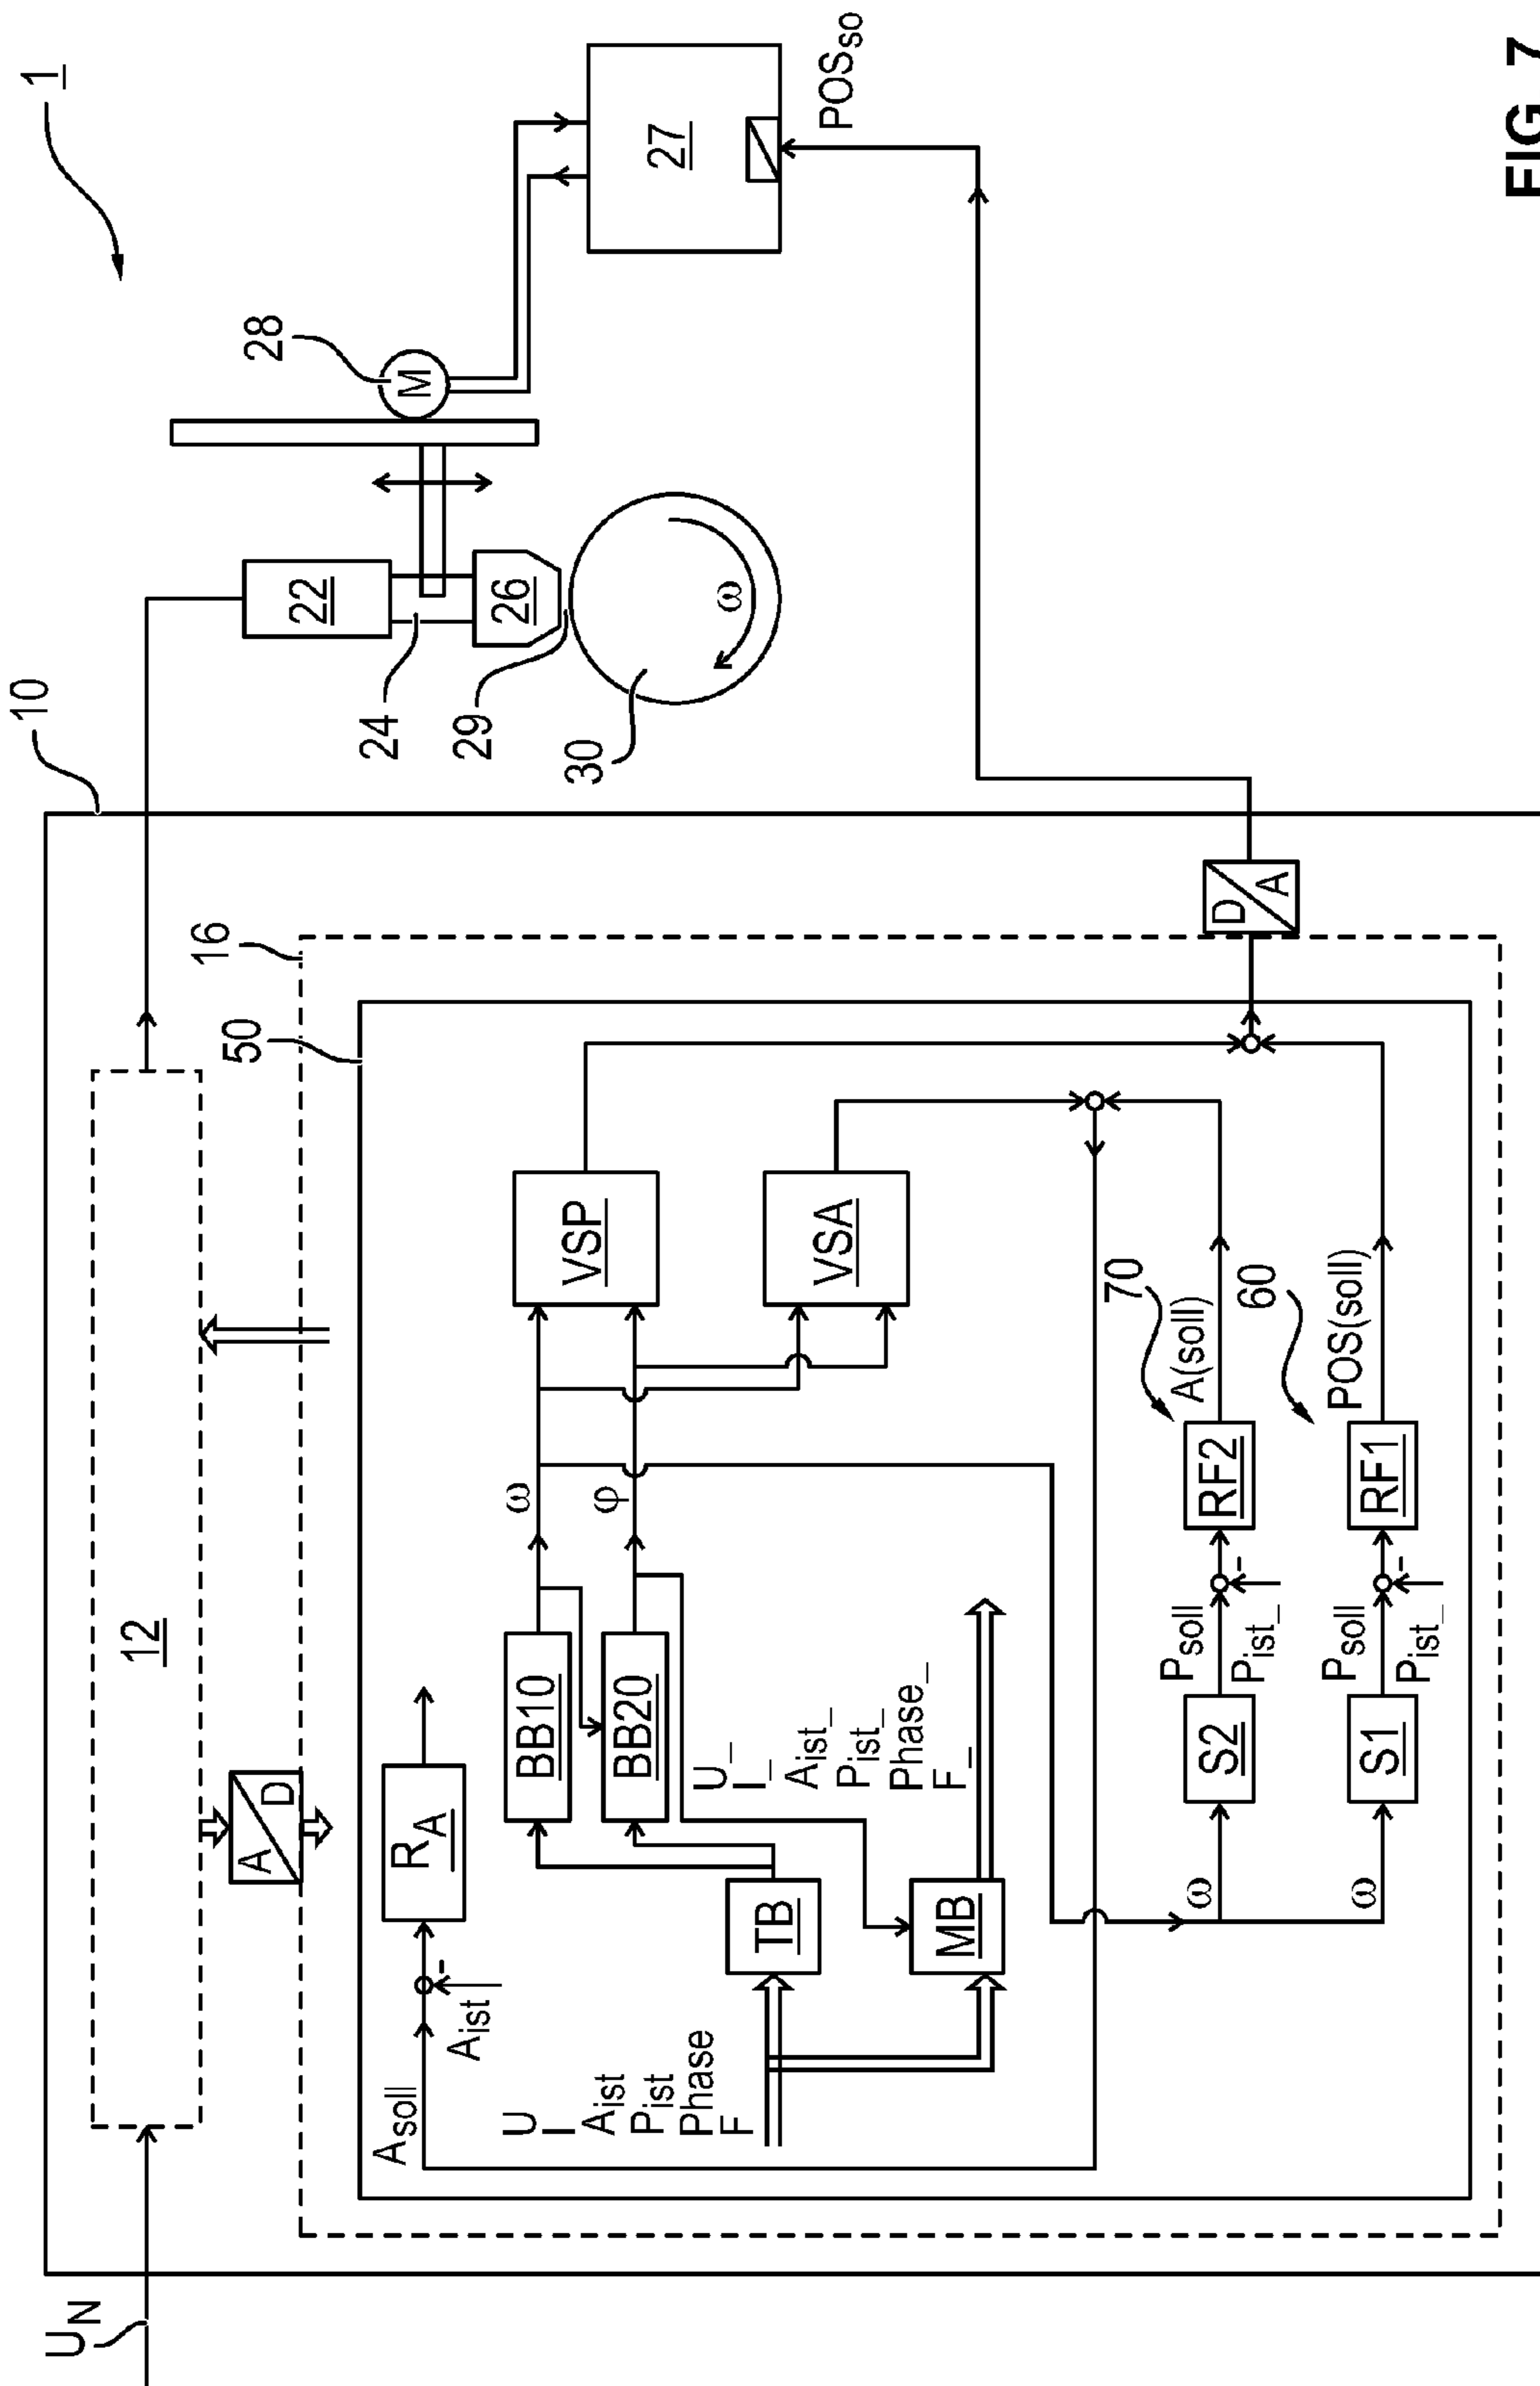 1
10
28
M
22
24
26
29
30
ω
27
POSso
UN
12
16
50
A
D
D
A
Asoll
Aist
-
RA
U
I
Aist
Pist
Phase
F
TB
MB
BB10
BB20
ω
φ
U_
I_
Aist_
Pist_
Phase_
F_
VSP
VSA
70
A(soll)
60
POS(soll)
ω
S2
Psoll
Pist_
-
RF2
ω
S1
Psoll
Pist_
-
RF1
FIG 7